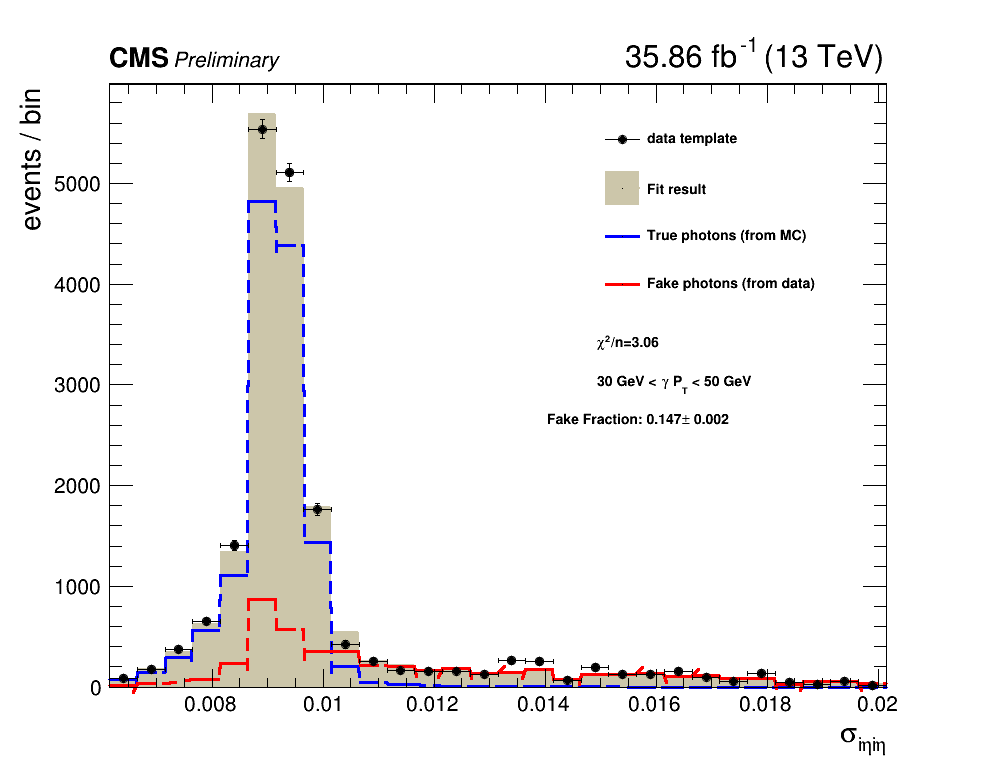 CMS Preliminary 35.86 fb⁻¹ (13 TeV)
events / bin
data template
Fit result
True photons (from MC)
Fake photons (from data)
χ²/n=3.06
30 GeV < γ P_T < 50 GeV
Fake Fraction: 0.147± 0.002
5000
4000
3000
2000
1000
0
0.008 0.01 0.012 0.014 0.016 0.018 0.02
σ_iηiη